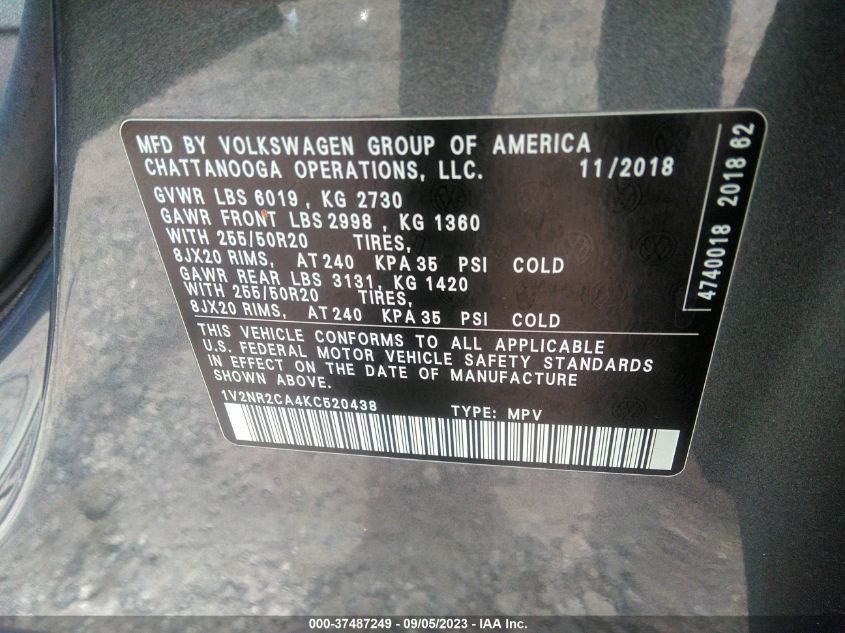 MFD BY VOLKSWAGEN GROUP OF AMERICA
CHATTANOOGA OPERATIONS, LLC. 11/2018
GVWR LBS 6019 , KG 2730
GAWR FRONT LBS 2998 , KG 1360
WITH 255/50R20 TIRES,
8JX20 RIMS, AT 240 KPA 35 PSI COLD
GAWR REAR LBS 3131, KG 1420
WITH 255/50R20 TIRES,
8JX20 RIMS, AT 240 KPA 35 PSI COLD
THIS VEHICLE CONFORMS TO ALL APPLICABLE
U.S. FEDERAL MOTOR VEHICLE SAFETY STANDARDS
IN EFFECT ON THE DATE OF MANUFACTURE
SHOWN ABOVE.
1V2NR2CA4KC520438 TYPE: MPV
4740018 2018 62
000-37487249 - 09/05/2023 - IAA Inc.